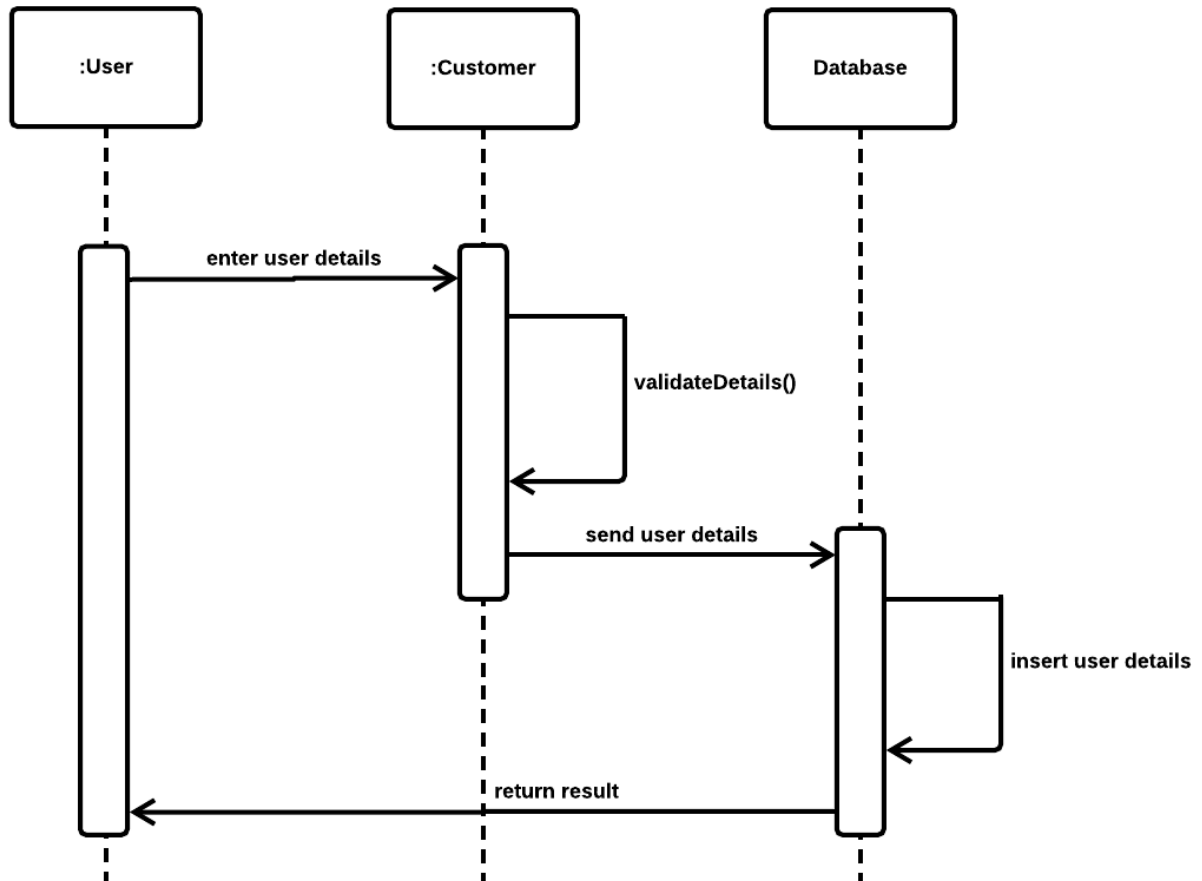 :User
:Customer
Database
enter user details
validateDetails()
send user details
insert user details
return result